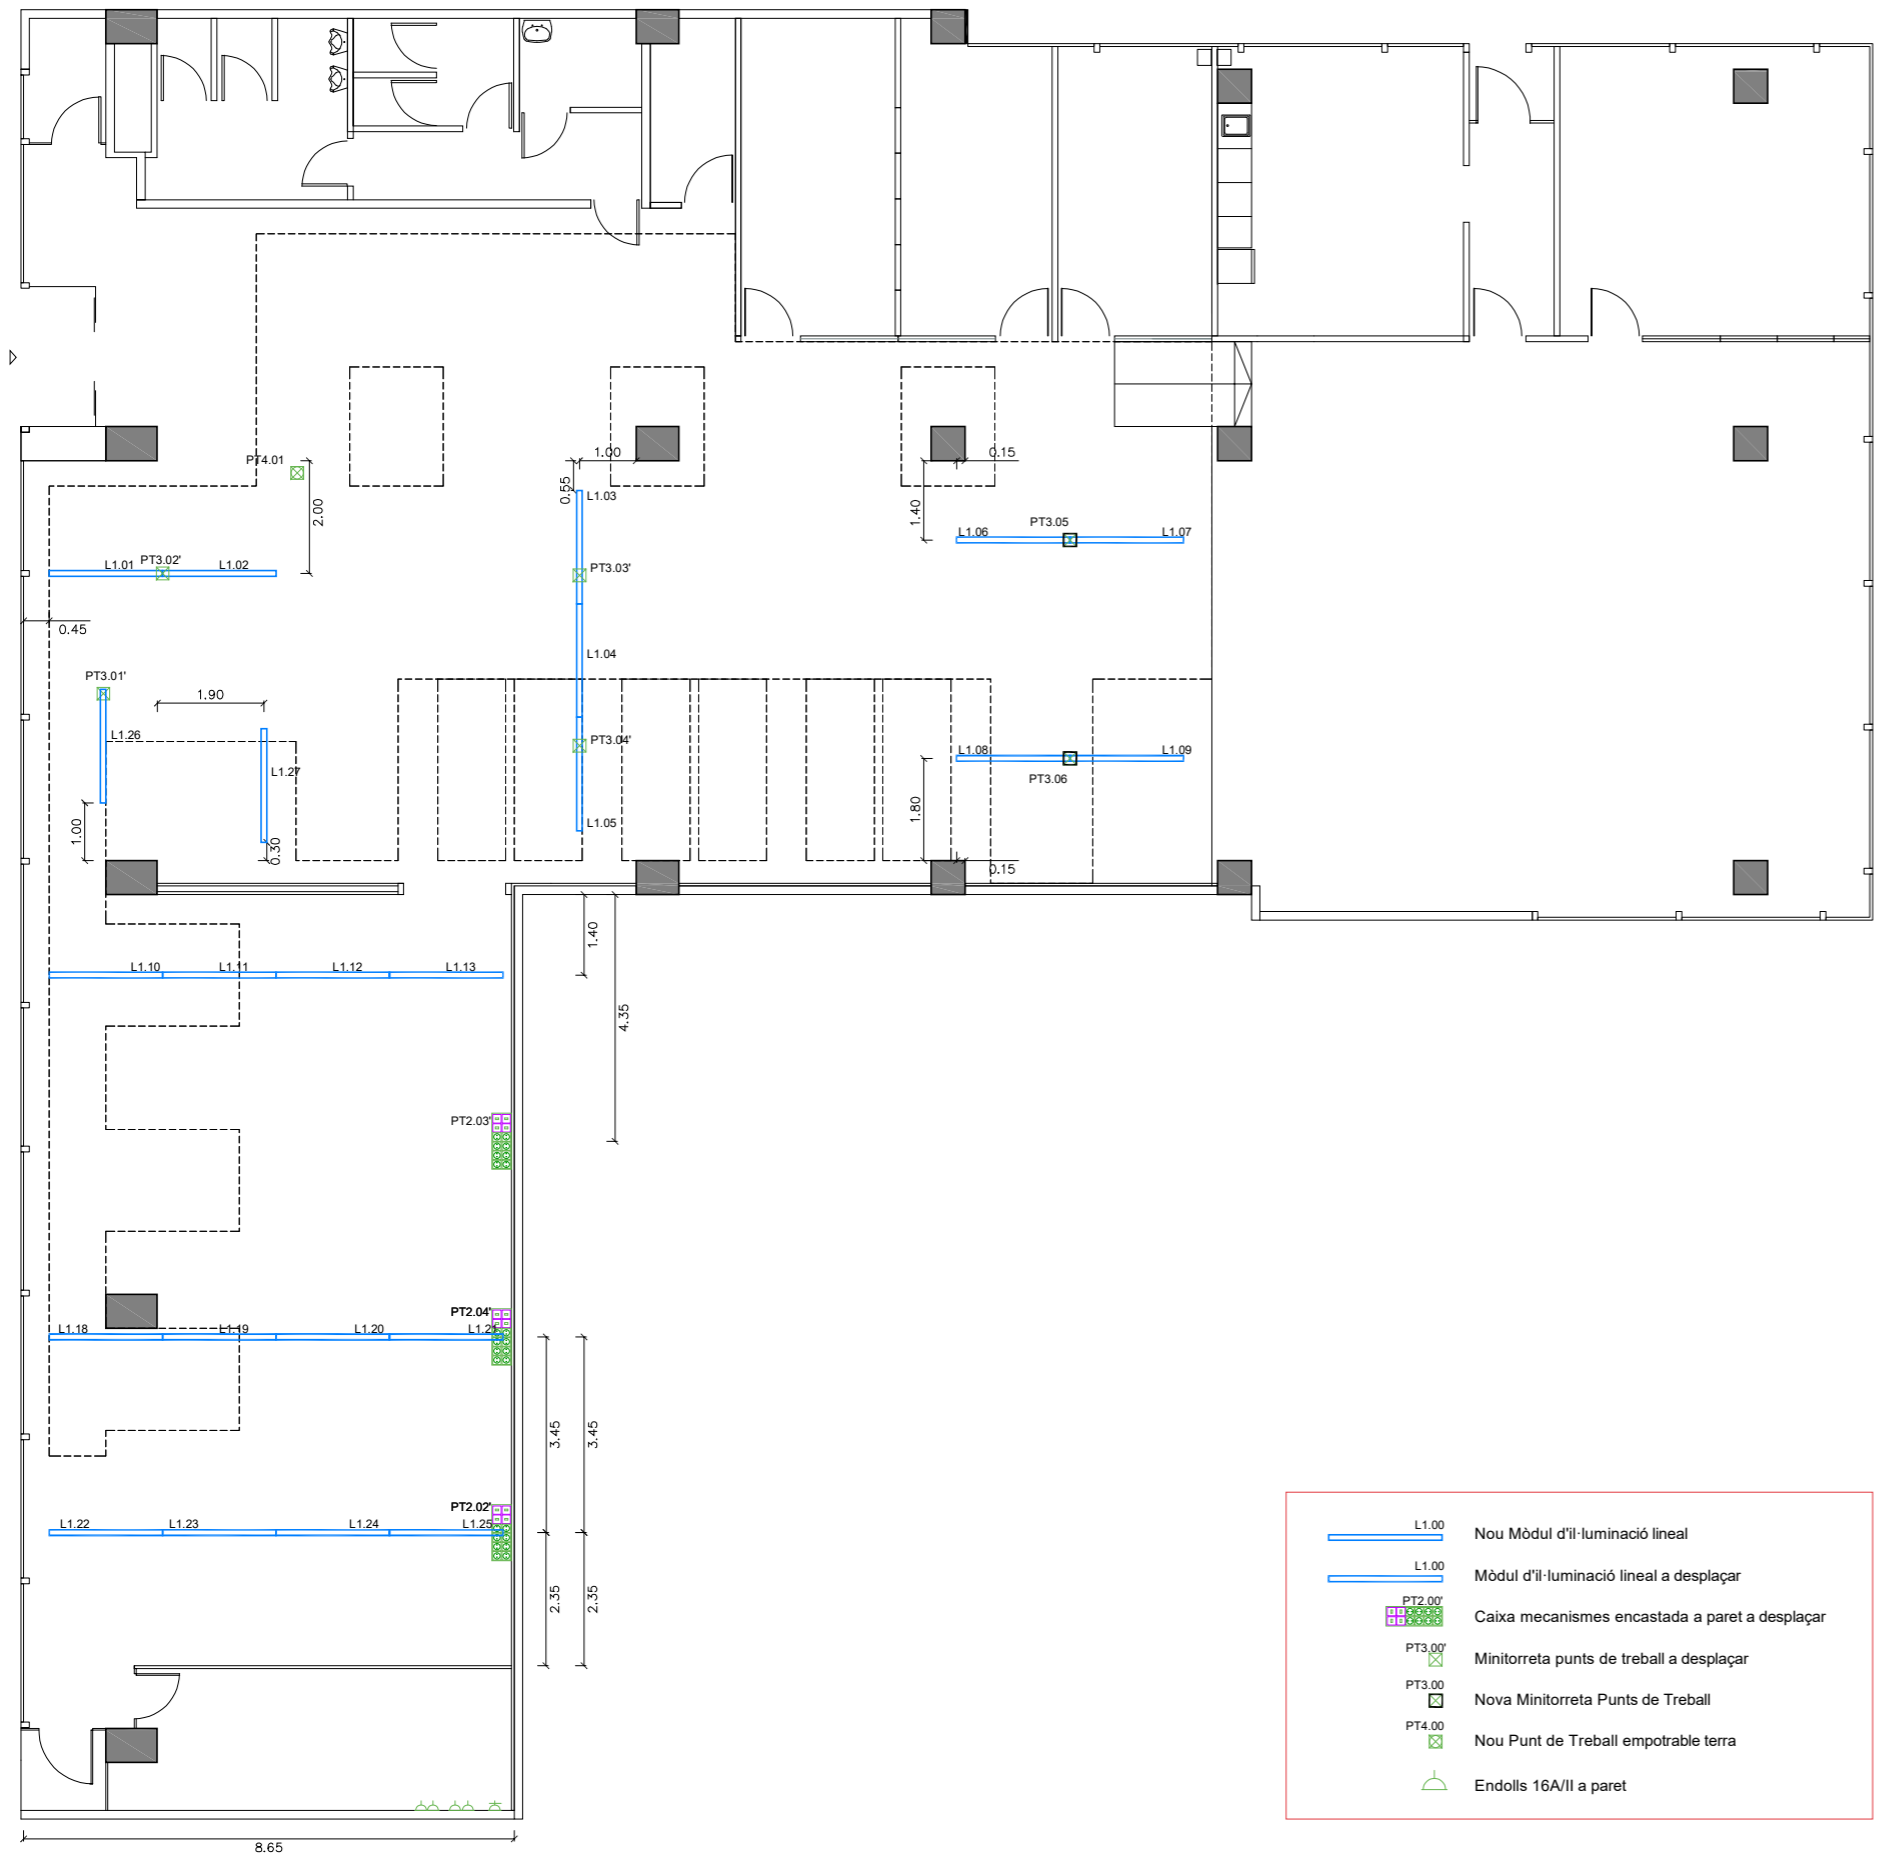 PT4.01
1.00
0.15
0.55
L1.03
2.00
1.40
PT3.05
L1.06
L1.07
L1.01
PT3.02'
L1.02
PT3.03'
0.45
L1.04
PT3.01'
1.90
L1.26
PT3.04'
L1.08
L1.09
L1.27
PT3.06
1.00
1.80
L1.05
0.30
0.15
1.40
L1.10
L1.11
L1.12
L1.13
4.35
PT2.03'
PT2.04'
L1.18
L1.19
L1.20
L1.21
3.45
3.45
PT2.02'
L1.22
L1.23
L1.24
L1.25
2.35
2.35
8.65
L1.00
Nou Mòdul d'il·luminació lineal
L1.00
Mòdul d'il·luminació lineal a desplaçar
PT2.00'
Caixa mecanismes encastada a paret a desplaçar
PT3.00'
Minitorreta punts de treball a desplaçar
PT3.00
Nova Minitorreta Punts de Treball
PT4.00
Nou Punt de Treball empotrable terra
Endolls 16A/II a paret